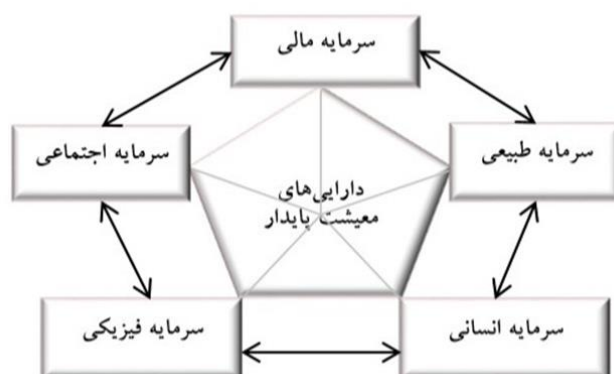 سرمایه مالی
سرمایه طبیعی
سرمایه اجتماعی
دارایی‌های
معیشت پایدار
سرمایه انسانی
سرمایه فیزیکی